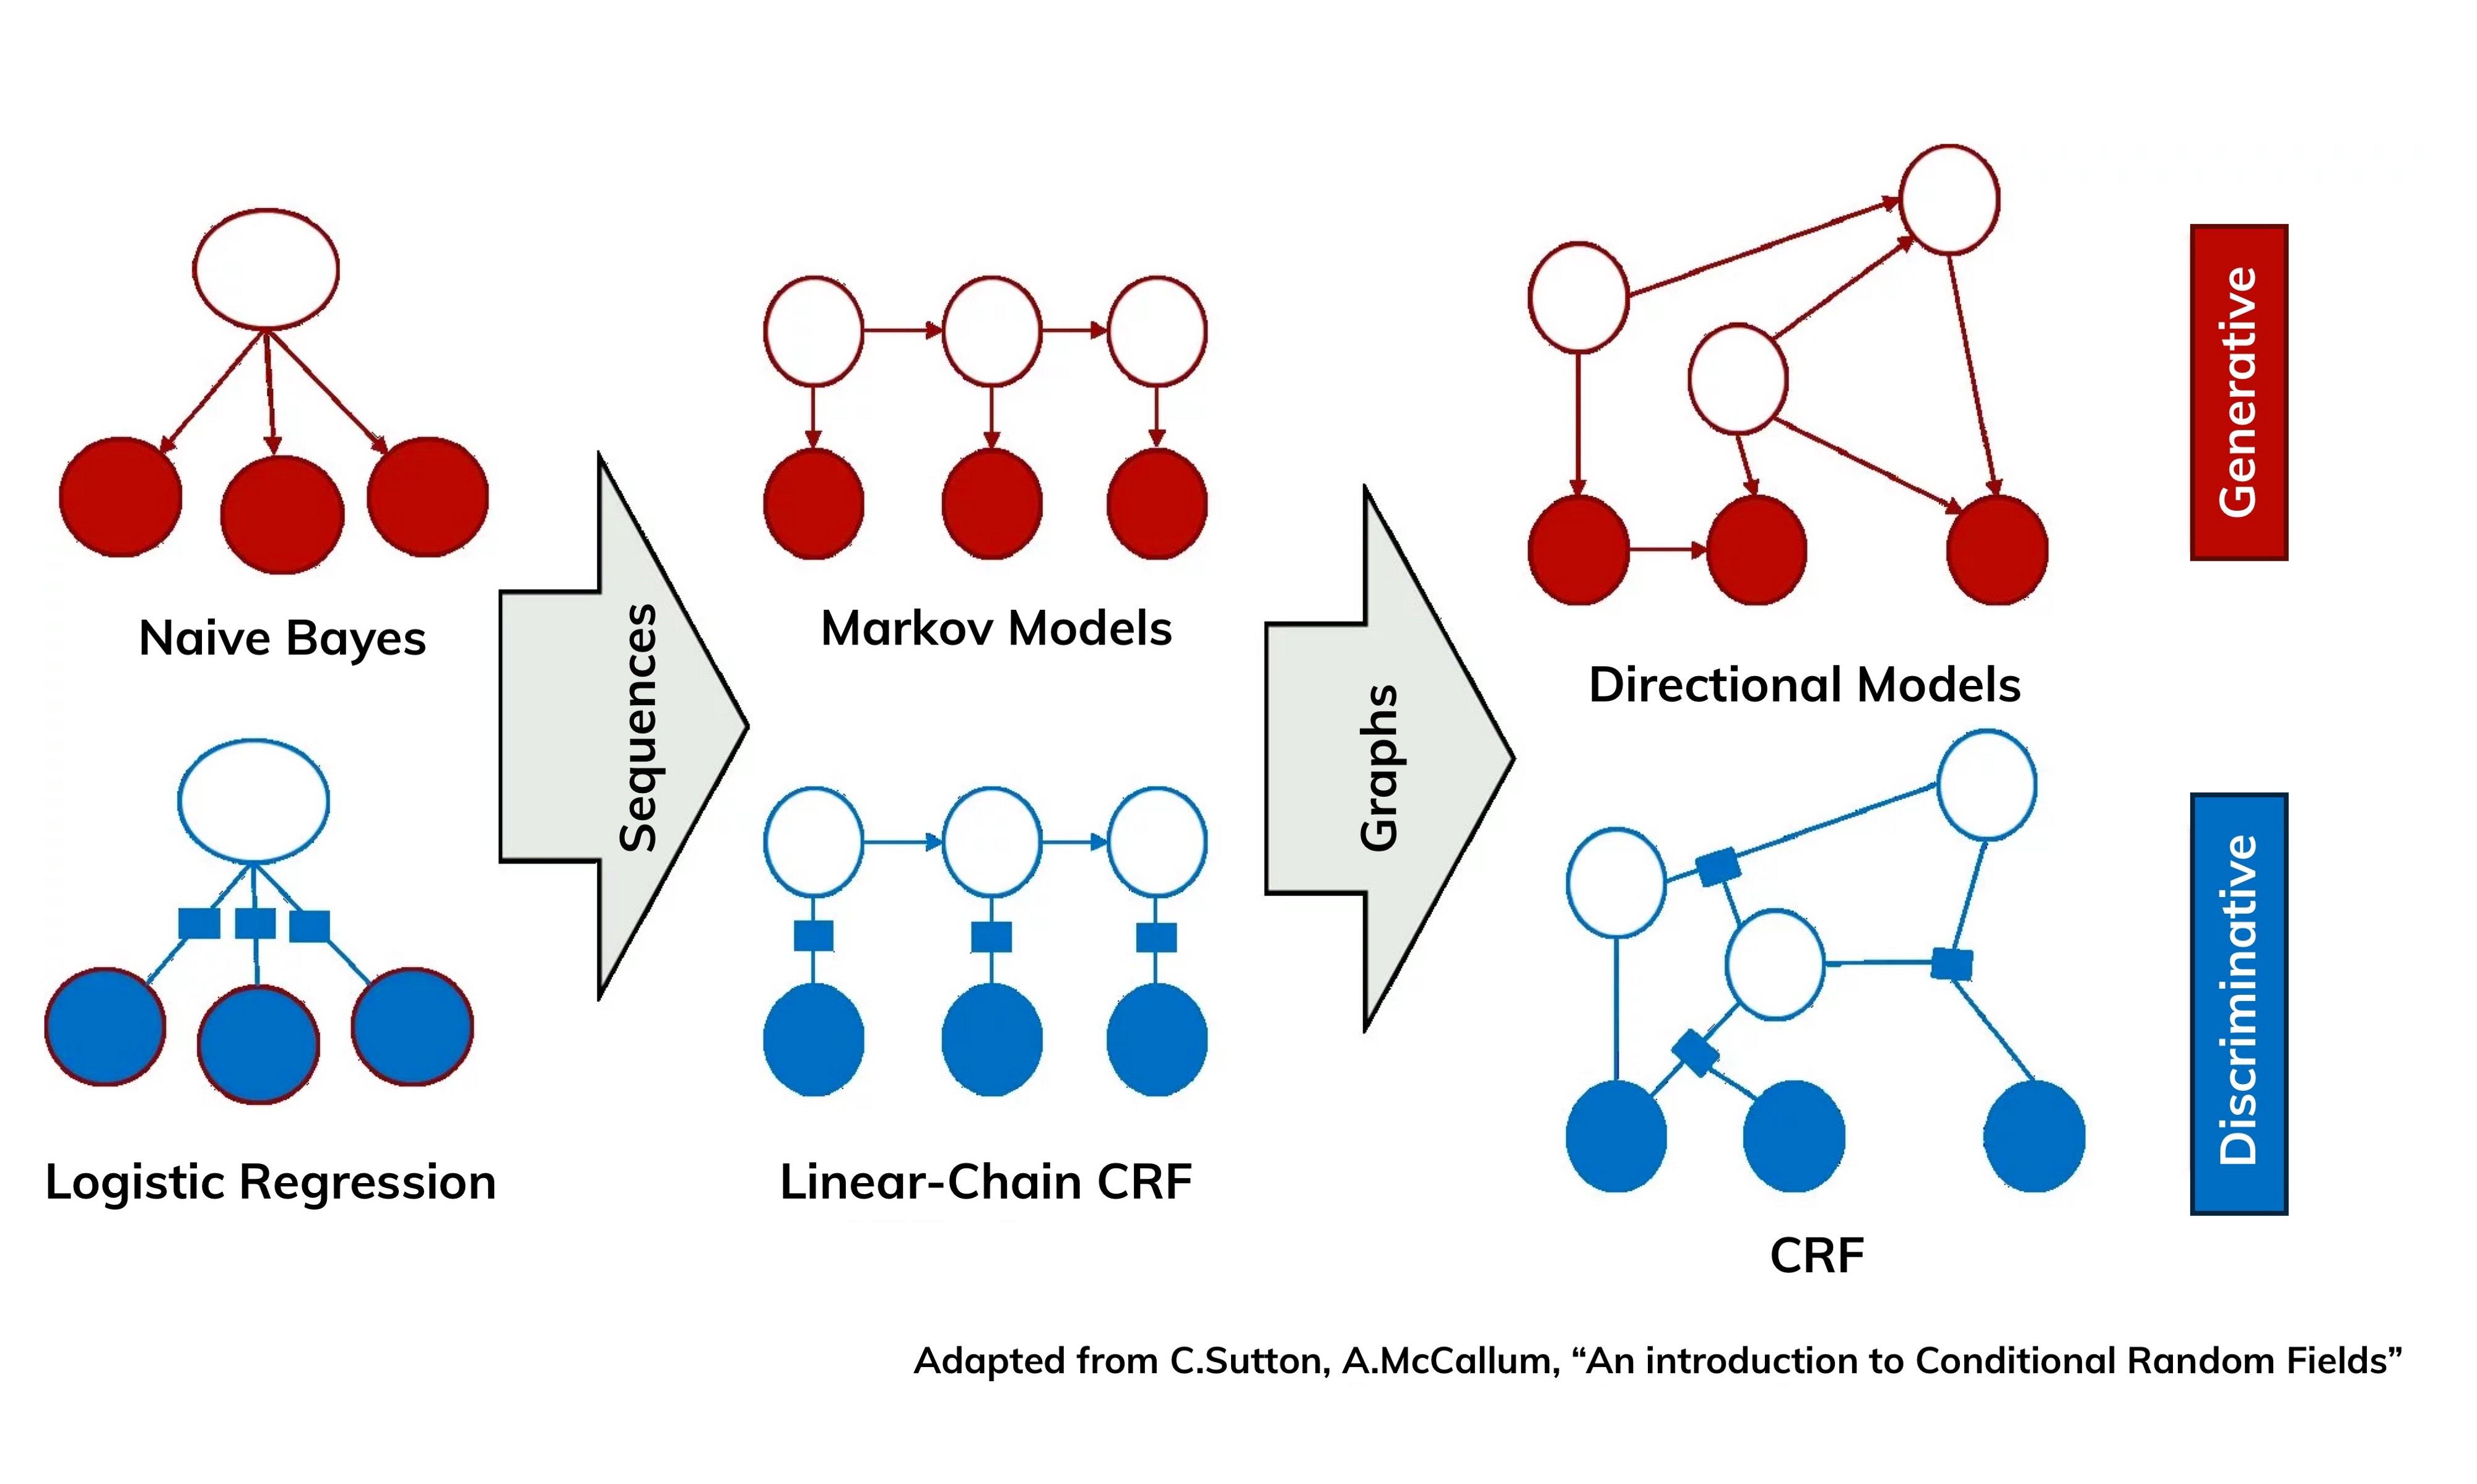 Naive Bayes
Sequences
Markov Models
Graphs
Directional Models
Generative
Logistic Regression
Linear-Chain CRF
CRF
Discriminative
Adapted from C.Sutton, A.McCallum, “An introduction to Conditional Random Fields”